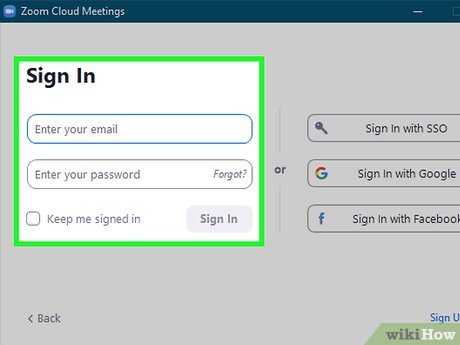 Zoom Cloud Meetings
Sign In
Enter your email
Enter your password
Forgot?
Keep me signed in
Sign In
or
Sign In with SSO
Sign In with Google
Sign In with Facebook
Back
Sign U
wikiHow